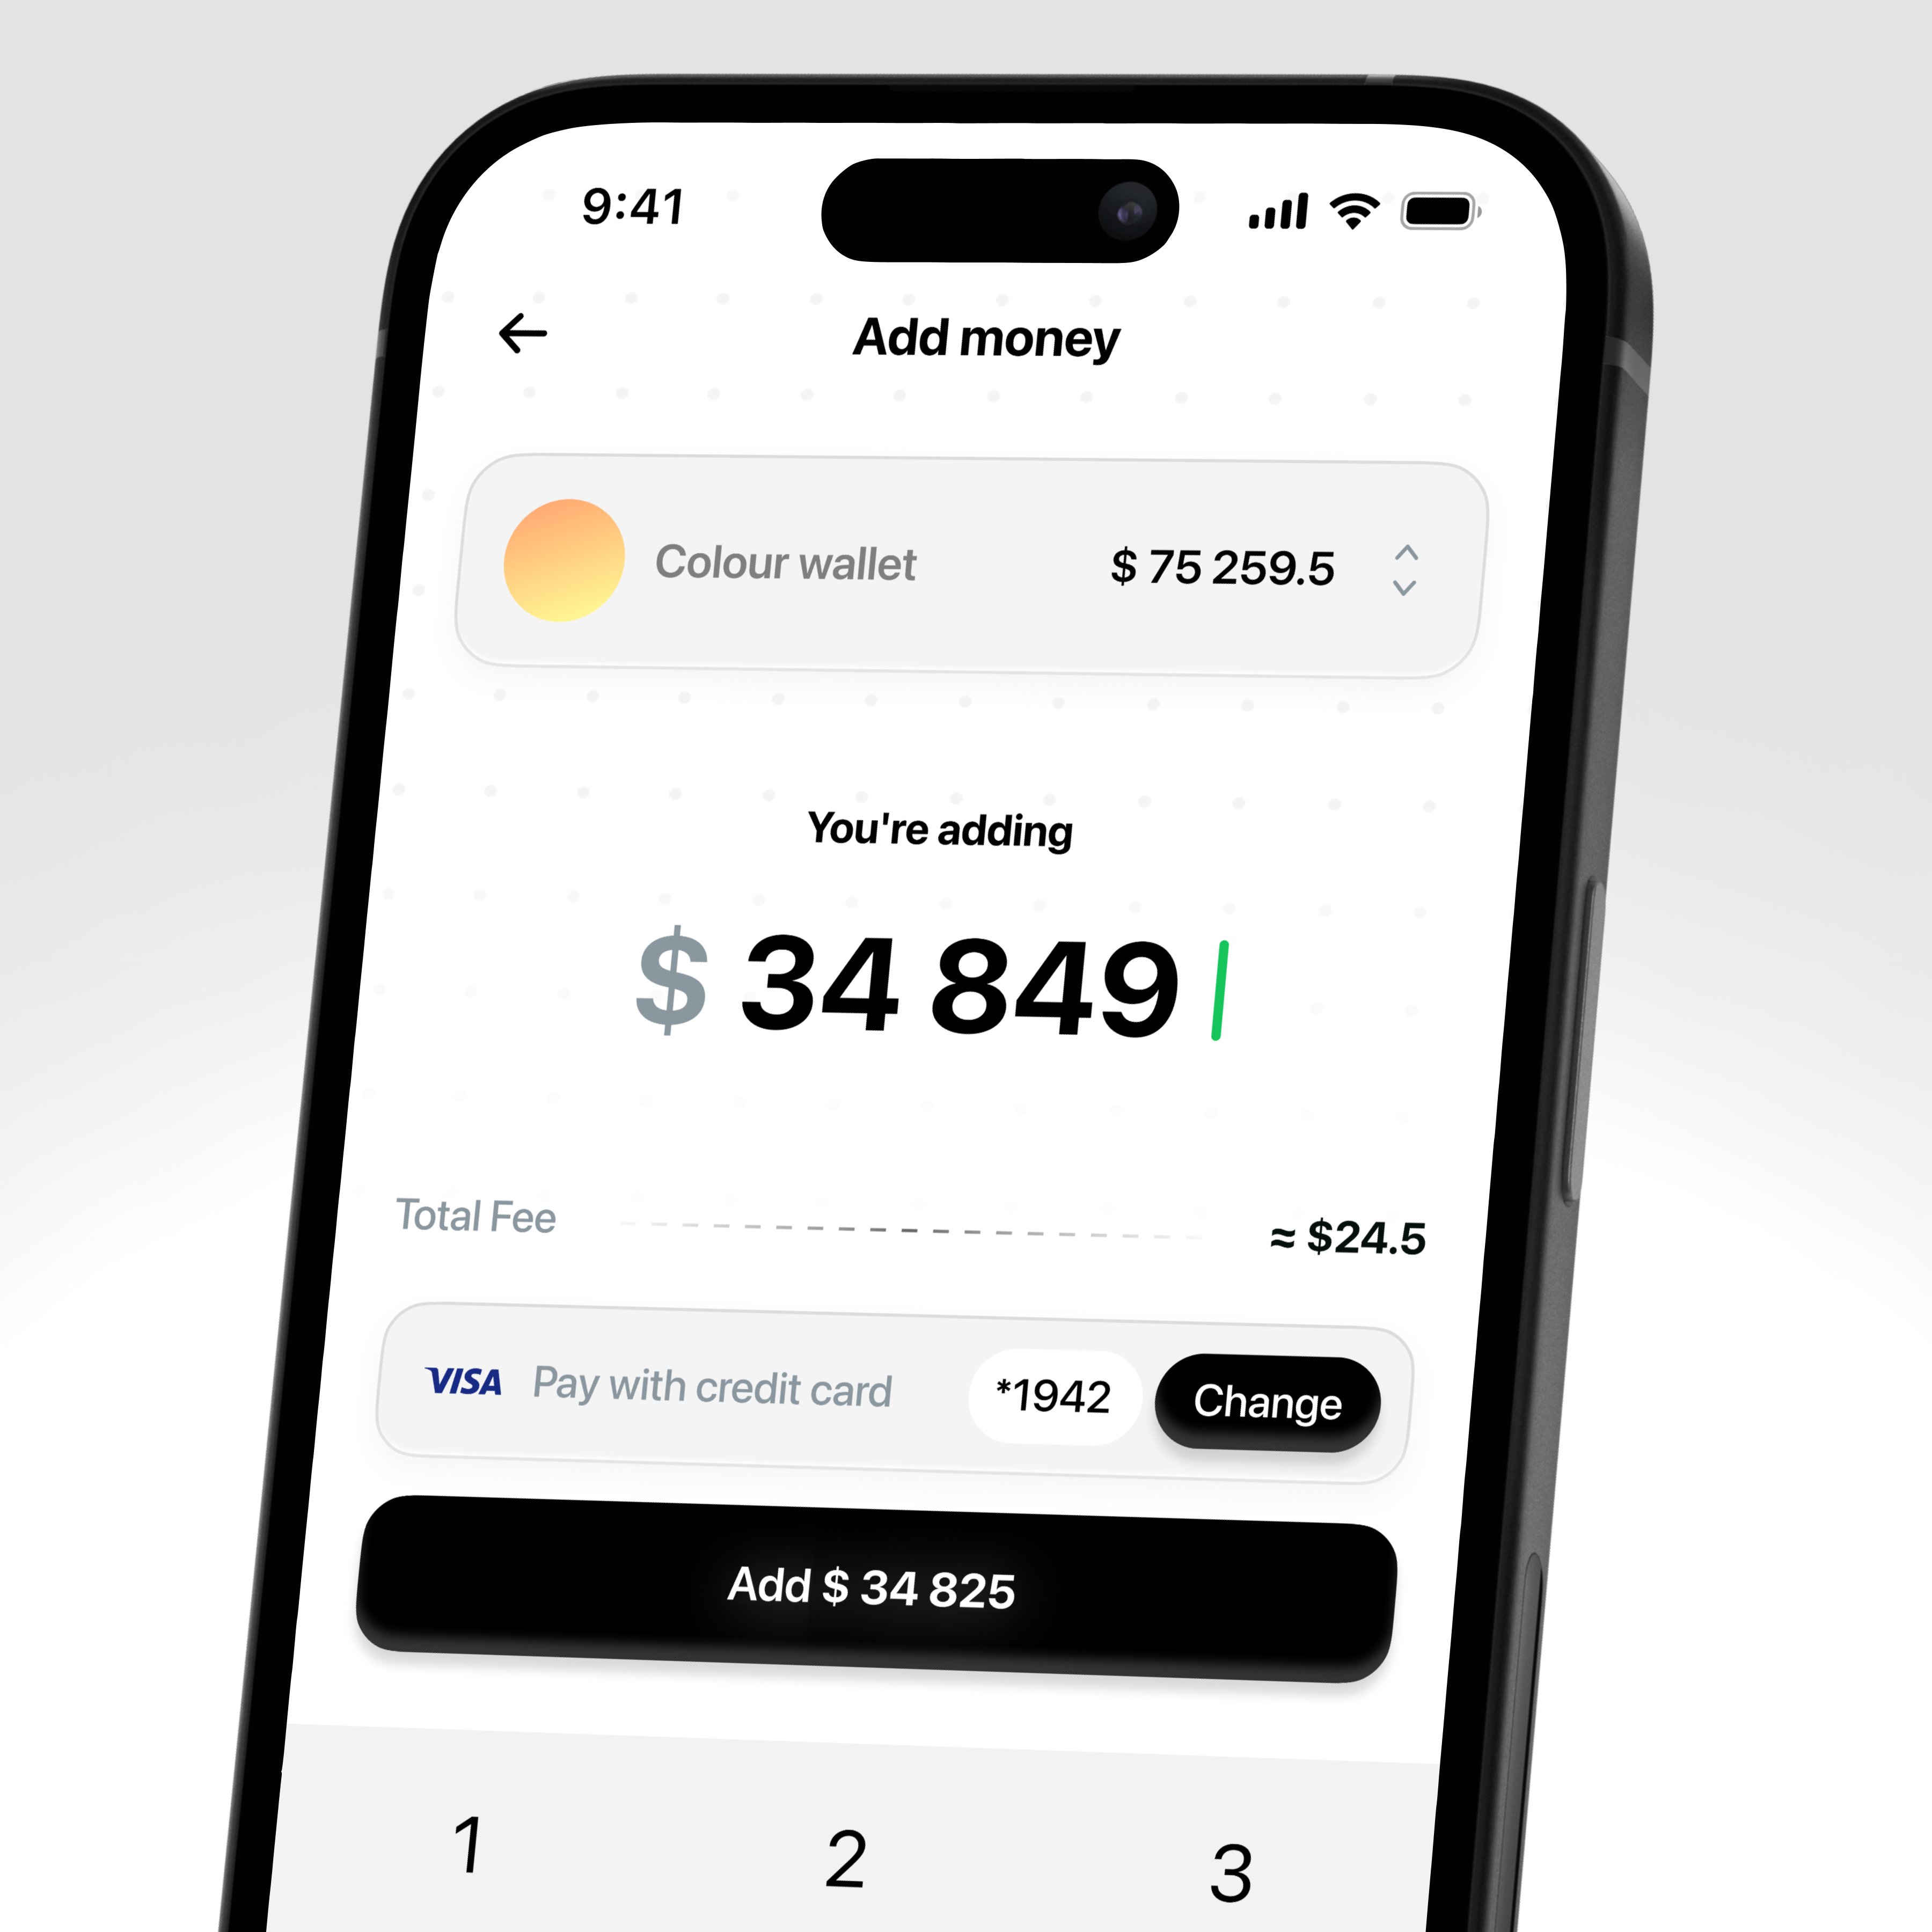 9:41
Add money
Colour wallet $ 75 259.5
You're adding
$ 34 849
Total Fee ≈ $24.5
VISA Pay with credit card *1942 Change
Add $ 34 825
1 2 3